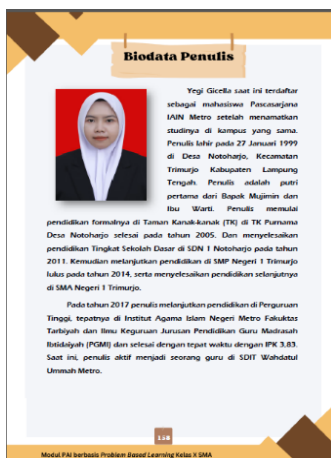 Biodata Penulis
Yegi Gicella saat ini terdaftar
sebagai mahasiswa Pascasarjana
IAIN Metro setelah menamatkan
studinya di kampus yang sama.
Penulis lahir pada 27 Januari 1999
di Desa Notoharjo, Kecamatan
Trimurjo Kabupaten Lampung
Tengah. Penulis adalah putri
pertama dari Bapak Mujimin dan
Ibu Warti. Penulis memulai
pendidikan formalnya di Taman Kanak-kanak (TK) di TK Purnama
Desa Notoharjo selesai pada tahun 2005. Dan menyelesaikan
pendidikan Tingkat Sekolah Dasar di SDN 1 Notoharjo pada tahun
2011. Kemudian melanjutkan pendidikan di SMP Negeri 1 Trimurjo
lulus pada tahun 2014, serta menyelesaikan pendidikan selanjutnya
di SMA Negeri 1 Trimurjo.
Pada tahun 2017 penulis melanjutkan pendidikan di Perguruan
Tinggi, tepatnya di Institut Agama Islam Negeri Metro Fakuktas
Tarbiyah dan Ilmu Keguruan Jurusan Pendidikan Guru Madrasah
Ibtidaiyah (PGMI) dan selesai dengan tepat waktu dengan IPK 3.83.
Saat ini, penulis aktif menjadi seorang guru di SDIT Wahdatul
Ummah Metro.
158
Modul PAI berbasis Problem Based Learning Kelas X SMA